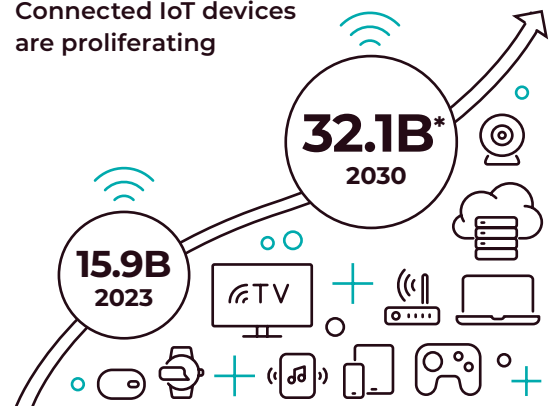 Connected IoT devices
are proliferating
32.1B*
2030
15.9B
2023
TV